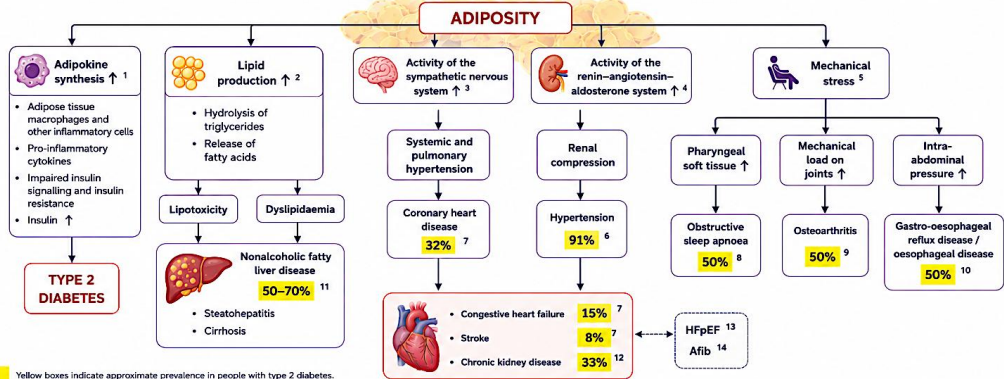 ADIPOSITY
Adipokine
synthesis ↑ 1
• Adipose tissue
macrophages and
other inflammatory cells
• Pro-inflammatory
cytokines
• Impaired insulin
signalling and insulin
resistance
• Insulin ↑
TYPE 2
DIABETES
Lipid
production ↑ 2
• Hydrolysis of
triglycerides
• Release of
fatty acids
Lipotoxicity
Dyslipidaemia
Nonalcoholic fatty
liver disease
50–70% 11
• Steatohepatitis
• Cirrhosis
Activity of the
sympathetic nervous
system ↑ 3
Systemic and
pulmonary
hypertension
Coronary heart
disease
32% 7
Activity of the
renin–angiotensin–
aldosterone system ↑ 4
Renal
compression
Hypertension
91% 6
• Congestive heart failure 15% 7
• Stroke 8% 7
• Chronic kidney disease 33% 12
HFpEF 13
Afib 14
Mechanical
stress 5
Pharyngeal
soft tissue ↑
Obstructive
sleep apnoea
50% 8
Mechanical
load on
joints ↑
Osteoarthritis
50% 9
Intra-
abdominal
pressure ↑
Gastro-oesophageal
reflux disease /
oesophageal disease
50% 10
Yellow boxes indicate approximate prevalence in people with type 2 diabetes.